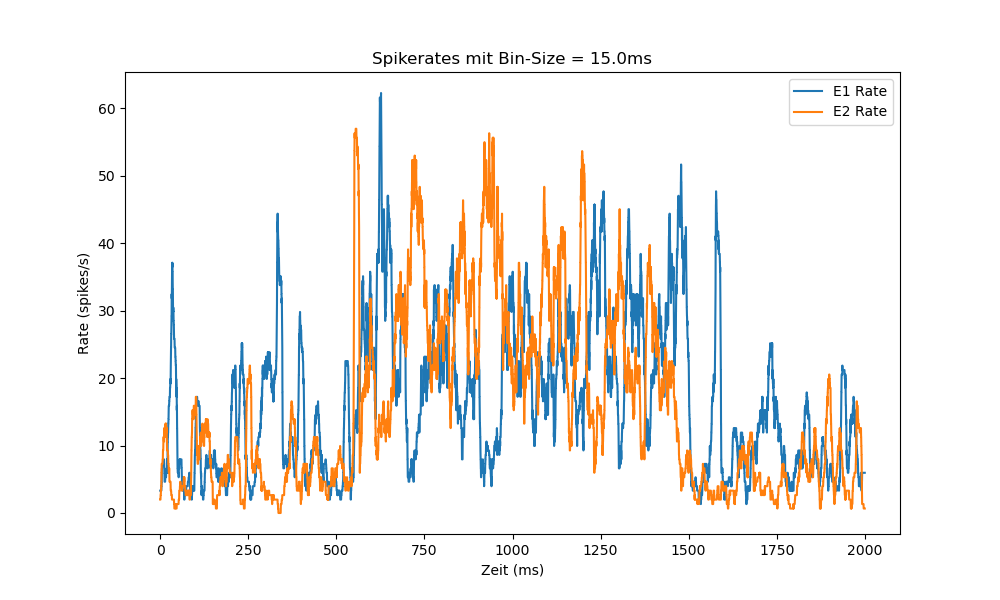 Spikerates mit Bin-Size = 15.0ms
E1 Rate
E2 Rate
60
50
40
30
20
10
0
Rate (spikes/s)
0 250 500 750 1000 1250 1500 1750 2000
Zeit (ms)